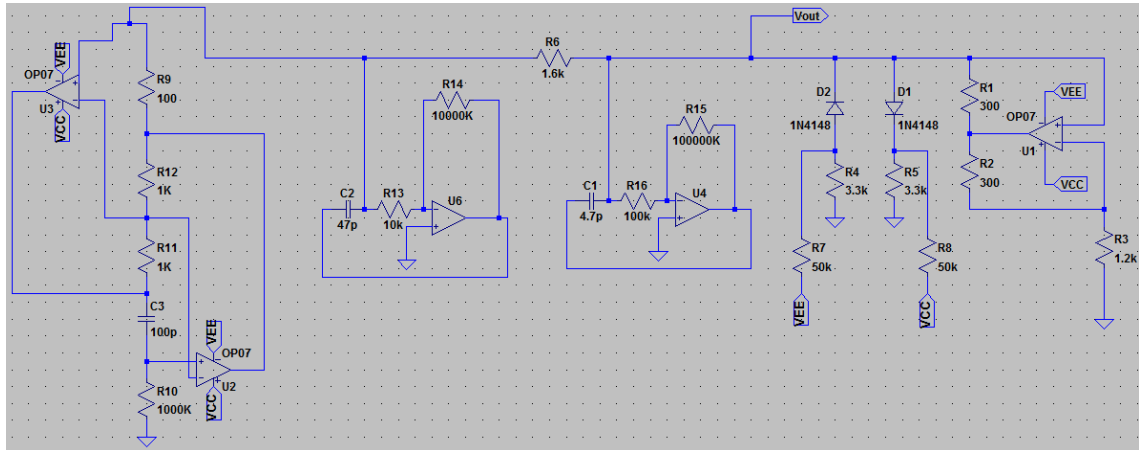 Vout
VEE
OP07
U3
VCC
R9
100
R12
1K
R11
1K
C3
100p
R10
1000K
VEE
OP07
U2
VCC
R14
10000K
C2
47p
R13
10k
U6
R6
1.6k
R15
100000K
C1
4.7p
R16
100k
U4
D2
1N4148
D1
1N4148
R4
3.3k
R5
3.3k
R7
50k
R8
50k
VEE
VCC
R1
300
R2
300
OP07
VEE
U1
VCC
R3
1.2k